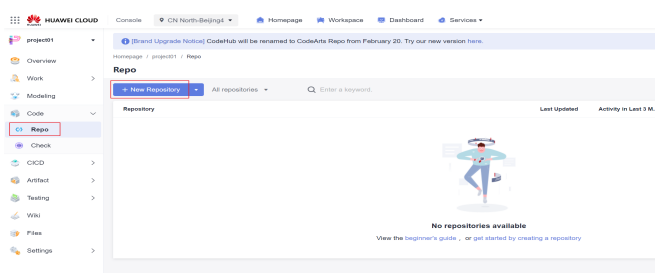 HUAWEI CLOUD
Console
CN North-Beijing4
Homepage
Workspace
Dashboard
Services
project01
[Brand Upgrade Notice] CodeHub will be renamed to CodeArts Repo from February 20. Try our new version here.
Homepage / project01 / Repo
Overview
Work
Modeling
Code
Repo
Check
CICD
Artifact
Testing
Wiki
Files
Settings
Repo
+ New Repository
All repositories
Enter a keyword.
Repository
Last Updated
Activity in Last 3 M.
No repositories available
View the beginner's guide , or get started by creating a repository